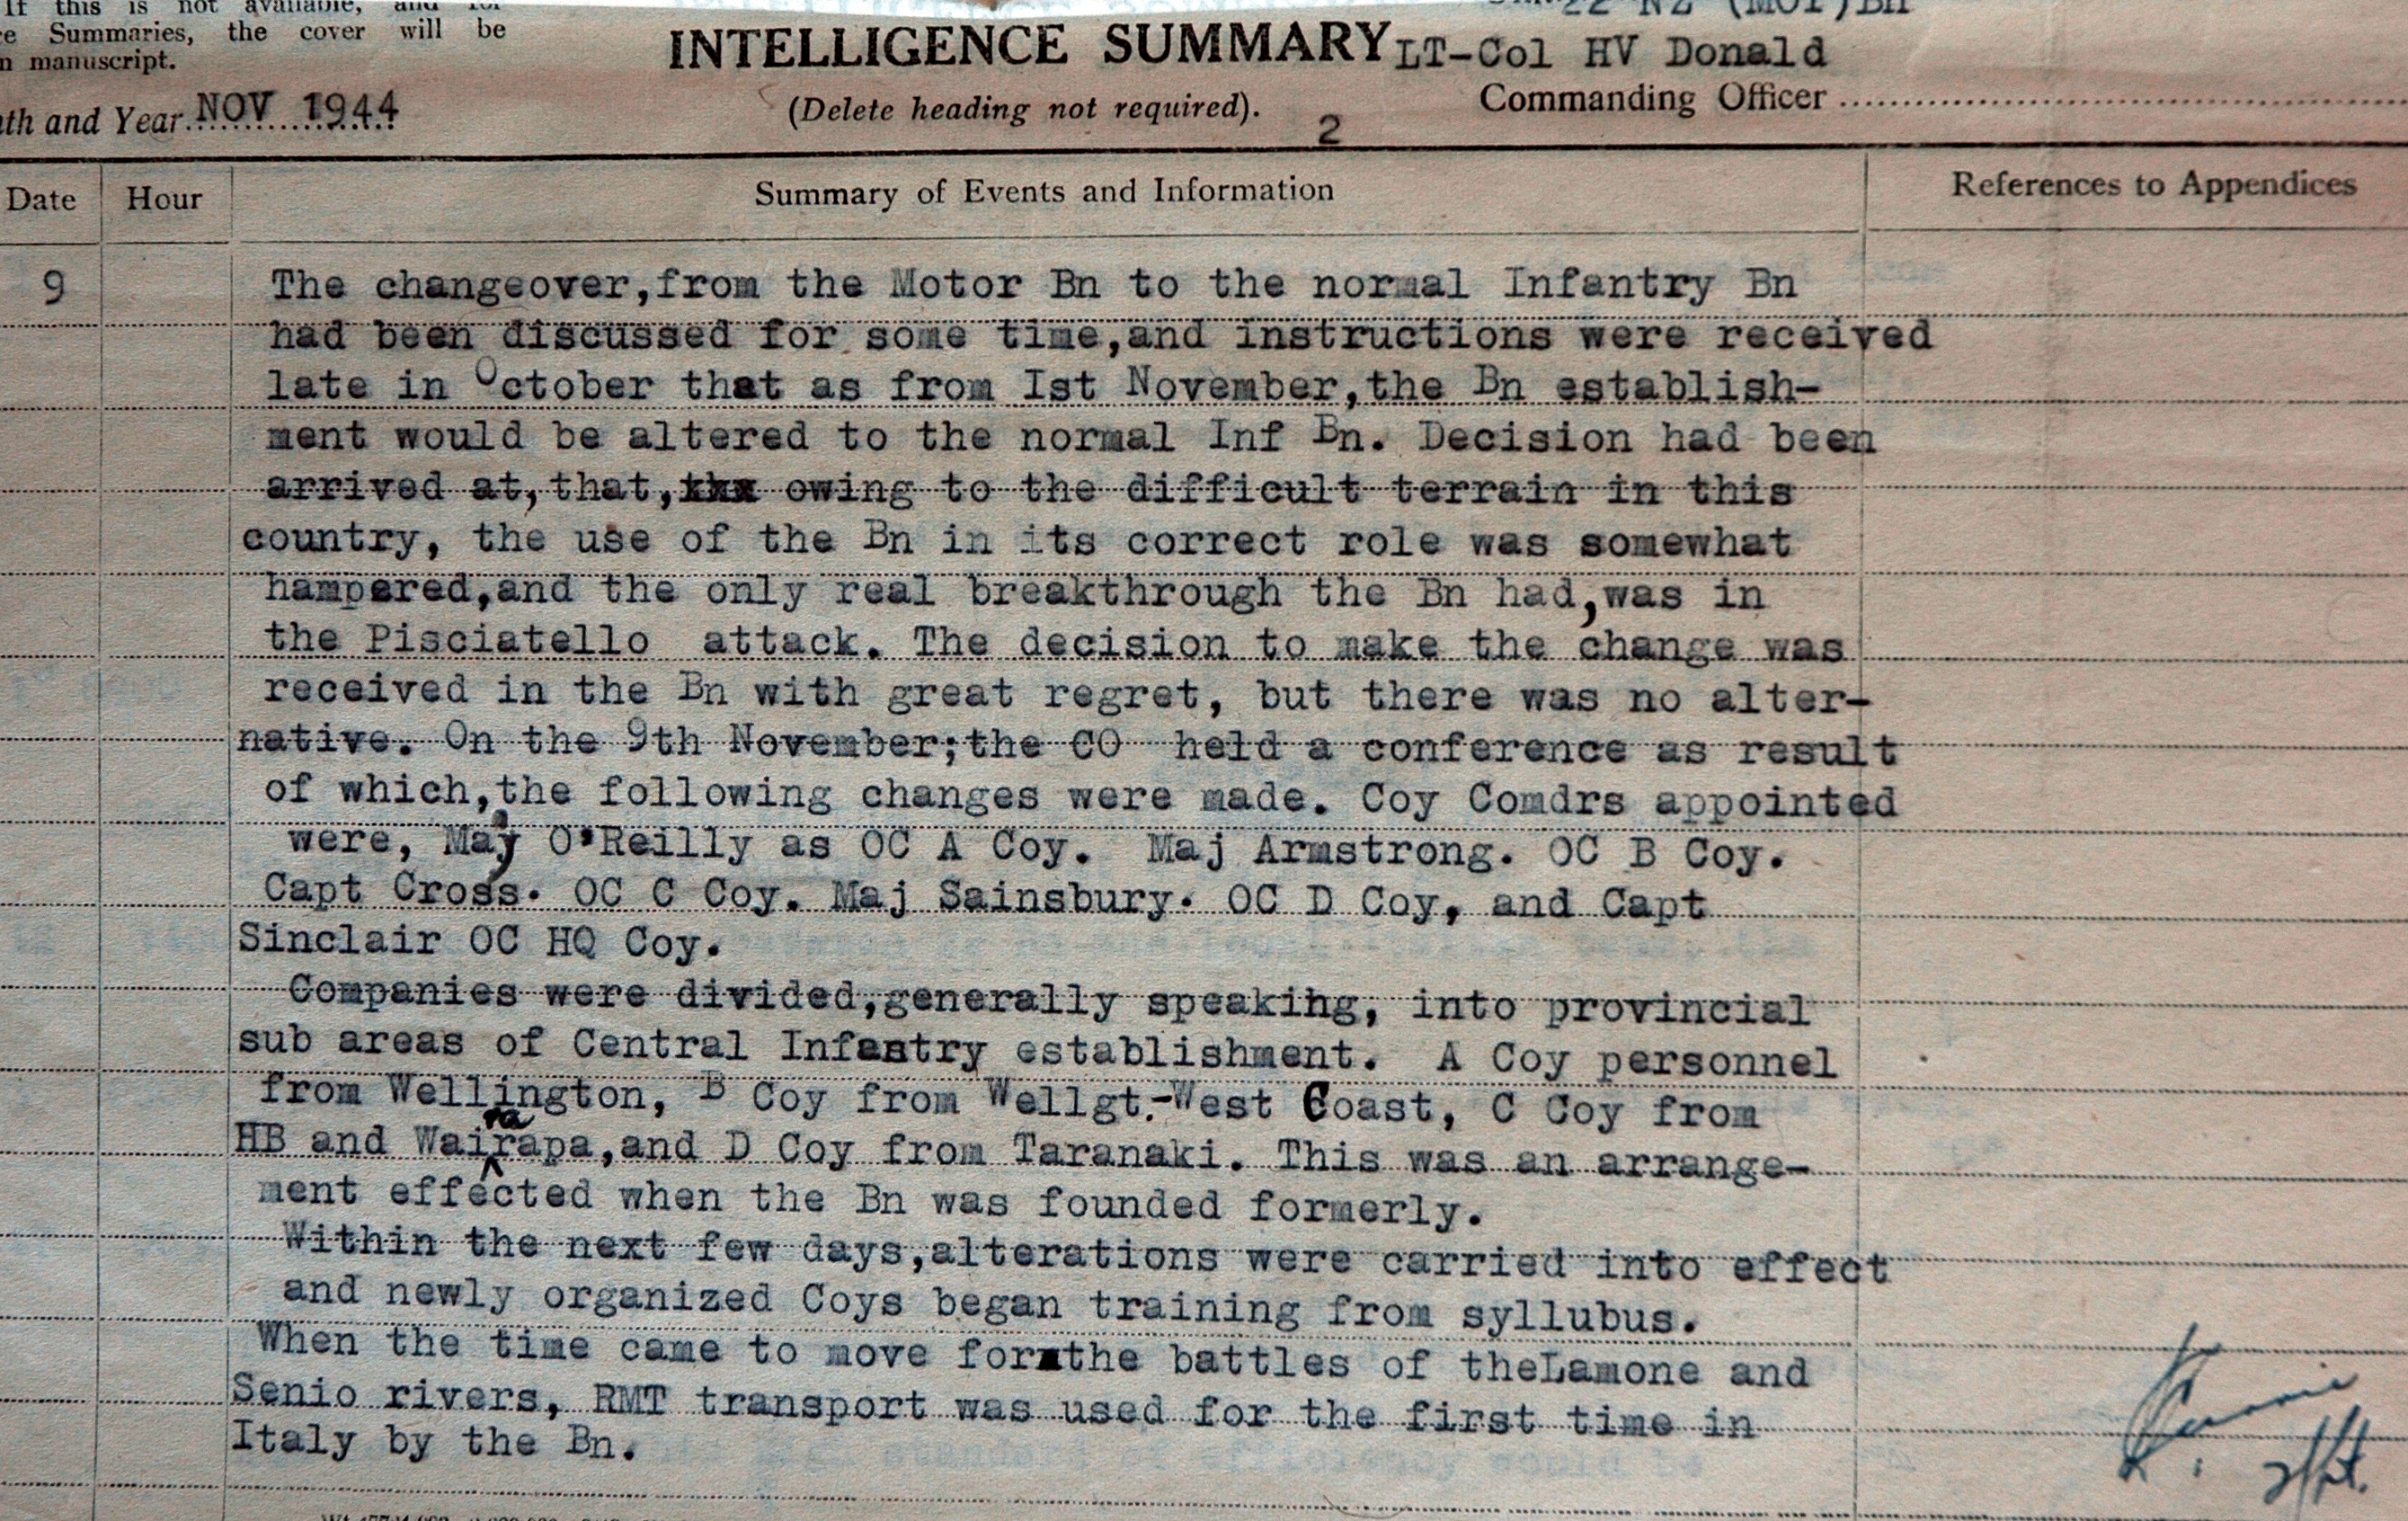 If this is not available, and for
Summaries, the cover will be
manuscript.
22 NZ (MOT) Bn
INTELLIGENCE SUMMARY LT-Col HV Donald
th and Year NOV 1944
(Delete heading not required).
Commanding Officer
2
Date Hour Summary of Events and Information References to Appendices
9 The changeover,from the Motor Bn to the normal Infantry Bn
had been discussed for some time,and instructions were received
late in October that as from Ist November,the Bn establish-
ment would be altered to the normal Inf Bn. Decision had been
arrived at, that, owing to the difficult terrain in this
country, the use of the Bn in its correct role was somewhat
hampered,and the only real breakthrough the Bn had,was in
the Pisciatello attack. The decision to make the change was
received in the Bn with great regret, but there was no alter-
native. On the 9th November;the CO held a conference as result
of which,the following changes were made. Coy Comdrs appointed
were, Maj O'Reilly as OC A Coy. Maj Armstrong. OC B Coy.
Capt Cross. OC C Coy. Maj Sainsbury. OC D Coy, and Capt
Sinclair OC HQ Coy.
Companies were divided,generally speaking, into provincial
sub areas of Central Infantry establishment. A Coy personnel
from Wellington, B Coy from Wellgt.-West Coast, C Coy from
HB and Wairarapa,and D Coy from Taranaki. This was an arrange-
ment effected when the Bn was founded formerly.
Within the next few days,alterations were carried into effect
and newly organized Coys began training from syllubus.
When the time came to move for the battles of theLamone and
Senio rivers, RMT transport was used for the first time in
Italy by the Bn.